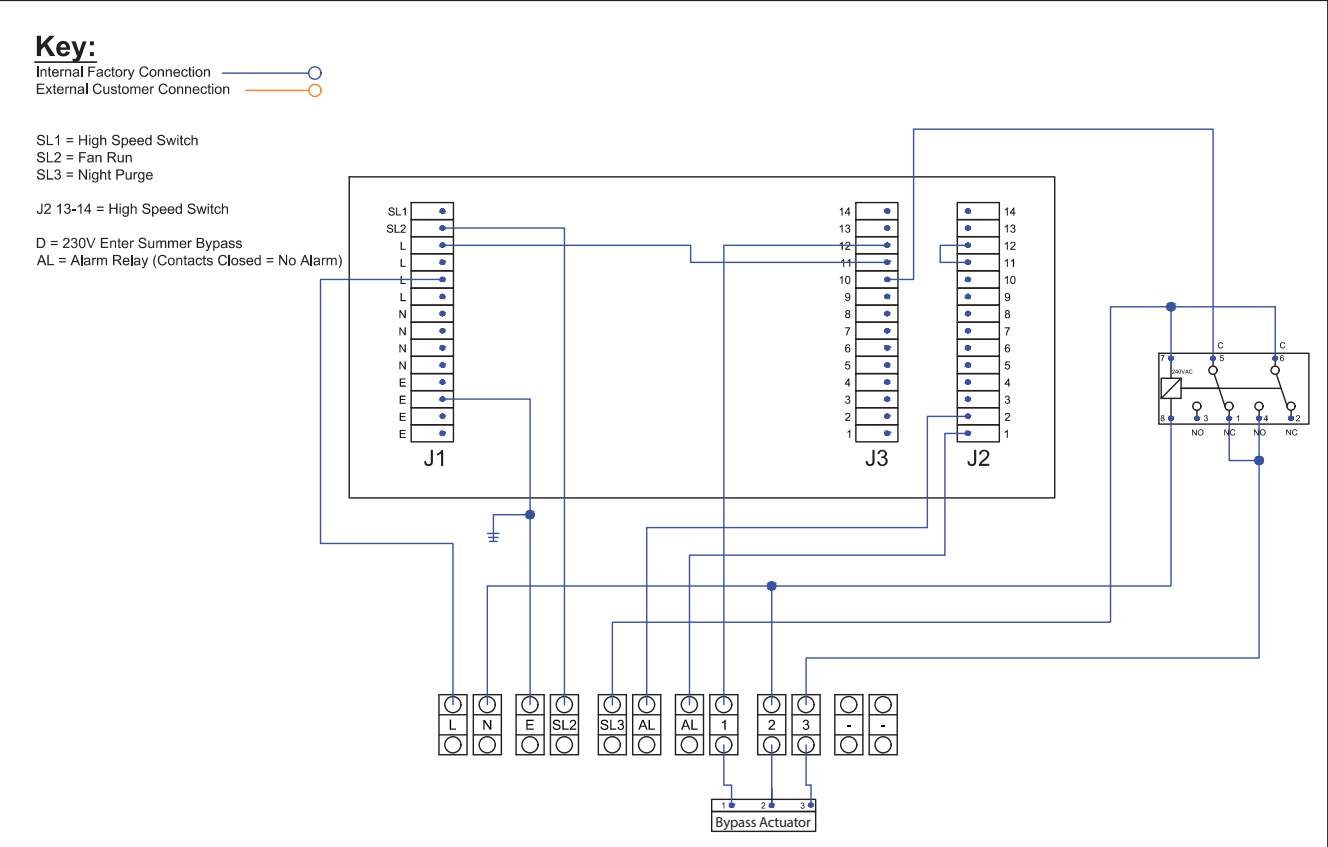 Key:
Internal Factory Connection
External Customer Connection
SL1 = High Speed Switch
SL2 = Fan Run
SL3 = Night Purge
J2 13-14 = High Speed Switch
D = 230V Enter Summer Bypass
AL = Alarm Relay (Contacts Closed = No Alarm)
SL1
SL2
L
L
L
L
N
N
N
N
E
E
E
E
J1
14
13
12
11
10
9
8
7
6
5
4
3
2
1
J3
14
13
12
11
10
9
8
7
6
5
4
3
2
1
J2
C C
7 5 6
240VAC
8 3 1 4 2
NO NC NO NC
L N E SL2 SL3 AL AL 1 2 3 - -
1 2 3
Bypass Actuator